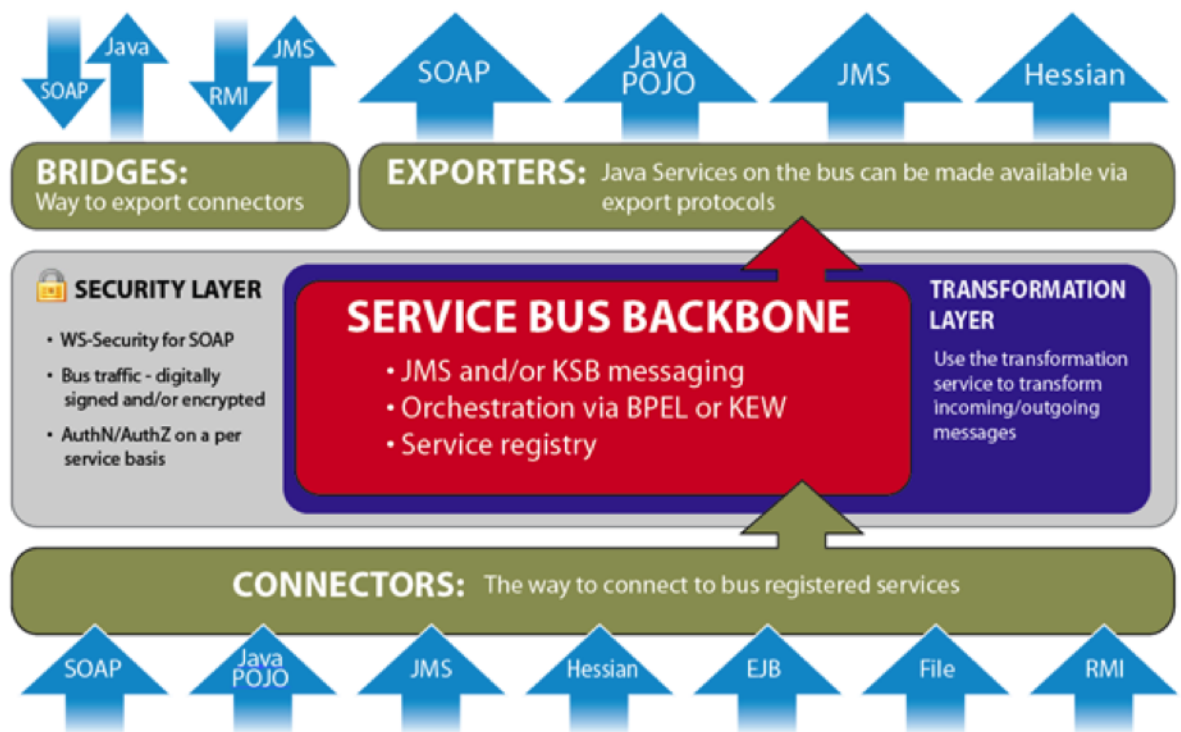 SOAP
Java
RMI
JMS
SOAP
Java
POJO
JMS
Hessian
BRIDGES:
Way to export connectors
EXPORTERS: Java Services on the bus can be made available via
export protocols
SECURITY LAYER
• WS-Security for SOAP
• Bus traffic - digitally
signed and/or encrypted
• AuthN/AuthZ on a per
service basis
SERVICE BUS BACKBONE
• JMS and/or KSB messaging
• Orchestration via BPEL or KEW
• Service registry
TRANSFORMATION
LAYER
Use the transformation
service to transform
incoming/outgoing
messages
CONNECTORS: The way to connect to bus registered services
SOAP
Java
POJO
JMS
Hessian
EJB
File
RMI